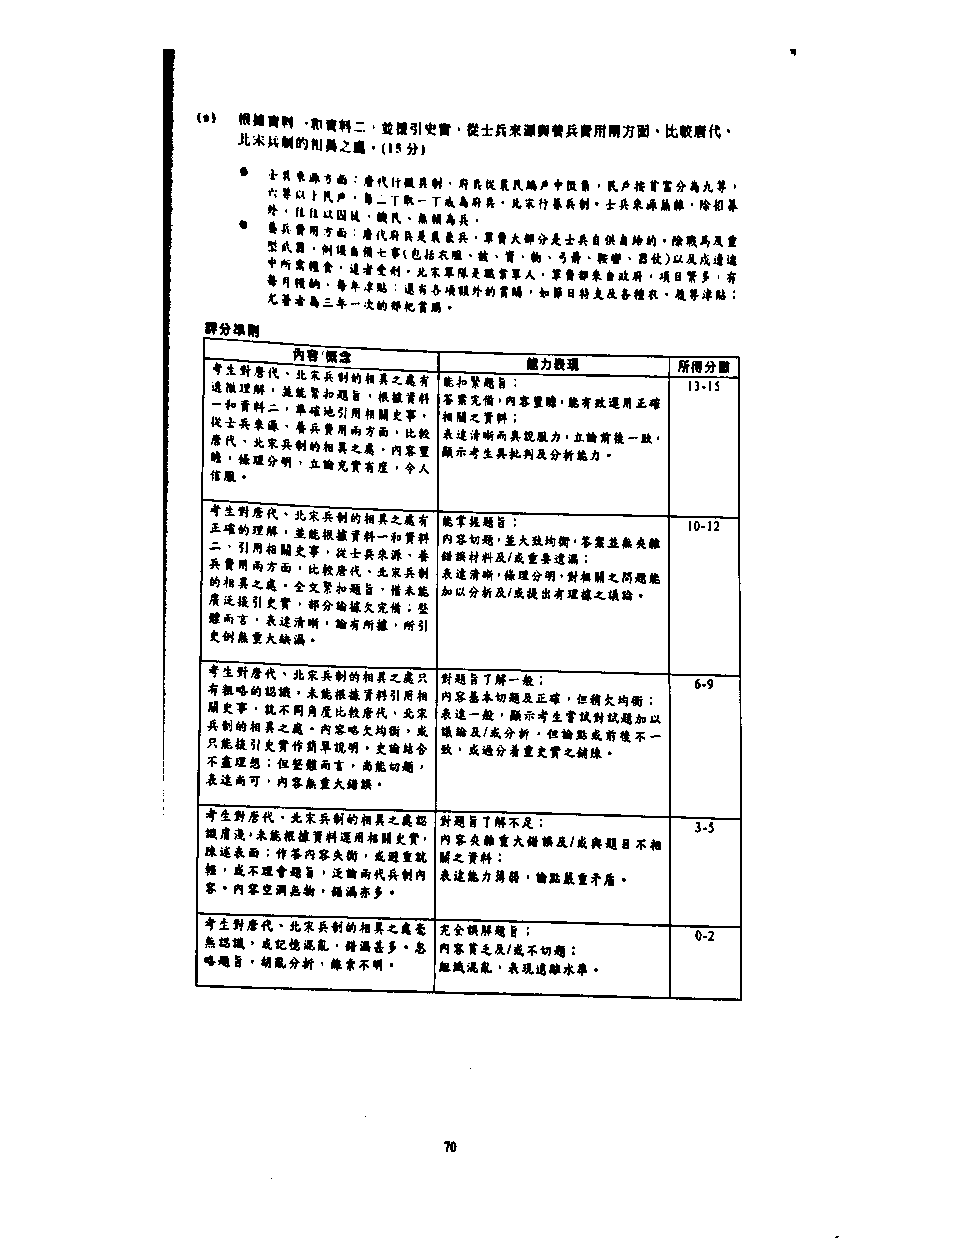 (a) 根據資料一和資料二，並援引史實，從士兵來源與養兵費用兩方面，比較唐代、
北宋兵制的相異之處。(15 分)
● 士兵來源方面：唐代行徵兵制，府兵從農民編戶中徵集，民戶按貧富分為九等，
六等以上民戶，每三丁取一丁成為府兵。北宋行募兵制。士兵來源蕪雜，除招募
外，往往以囚徒、饑民、無賴為兵。
● 養兵費用方面：唐代府兵是農兼兵，軍費大部分是士兵自供自給的。除戰馬及重
型武器，例須自備七事(包括衣服、被、資、物、弓箭、鞍轡、器仗)以及戍邊途
中所需糧食，違者受刑。北宋軍隊是職業軍人，軍費都來自政府，項目繁多，有
每月糧餉，每年津貼；還有各項額外的賞賜，如節日特支及各種衣、履等津貼；
尤著者為三年一次的郊祀賞賜。
評分準則
內容/概念
能力表現
所得分數
考生對唐代、北宋兵制的相異之處有
透徹理解，並能緊扣題旨，根據資料
一和資料二，準確地引用相關史事，
從士兵來源、養兵費用兩方面，比較
唐代、北宋兵制的相異之處，內容豐
贍，條理分明，立論充實有度，令人
信服。
能扣緊題旨；
答案完備，內容豐贍，能有效運用正確
相關之資料；
表達清晰而具說服力，立論前後一致，
顯示考生具批判及分析能力。
13-15
考生對唐代、北宋兵制的相異之處有
正確的理解，並能根據資料一和資料
二，引用相關史事，從士兵來源、養
兵費用兩方面，比較唐代、北宋兵制
的相異之處。全文緊扣題旨，惟未能
廣泛援引史實，部分論據欠完備；整
體而言，表達清晰，論有所據，所引
史例無重大缺漏。
能掌握題旨；
內容切題，並大致均衡，答案並無夾雜
錯誤材料及/或重要遺漏；
表達清晰，條理分明，對相關之問題能
加以分析及/或提出有理據之議論。
10-12
考生對唐代、北宋兵制的相異之處只
有粗略的認識，未能根據資料引用相
關史事，就不同角度比較唐代、北宋
兵制的相異之處。內容略欠均衡，或
只能援引史實作簡單說明，史論結合
不盡理想；但整體而言，尚能切題，
表達尚可，內容無重大錯誤。
對題旨了解一般；
內容基本切題及正確，但稍欠均衡；
表達一般，顯示考生嘗試對試題加以
議論及/或分析，但論點或前後不一
致，或過分着重史實之鋪陳。
6-9
考生對唐代、北宋兵制的相異之處認
識膚淺，未能根據資料運用相關史實，
陳述表面；作答內容失衡，或避重就
輕，或不理會題旨，泛論兩代兵制內
容。內容空洞無物，錯漏亦多。
對題旨了解不足；
內容夾雜重大錯誤及/或與題目不相
關之資料；
表達能力薄弱，論點嚴重矛盾。
3-5
考生對唐代、北宋兵制的相異之處毫
無認識，或記憶混亂，錯漏甚多。忽
略題旨，胡亂分析，線索不明。
完全誤解題旨；
內容貧乏及/或不切題；
組織混亂，表現遠離水準。
0-2
70